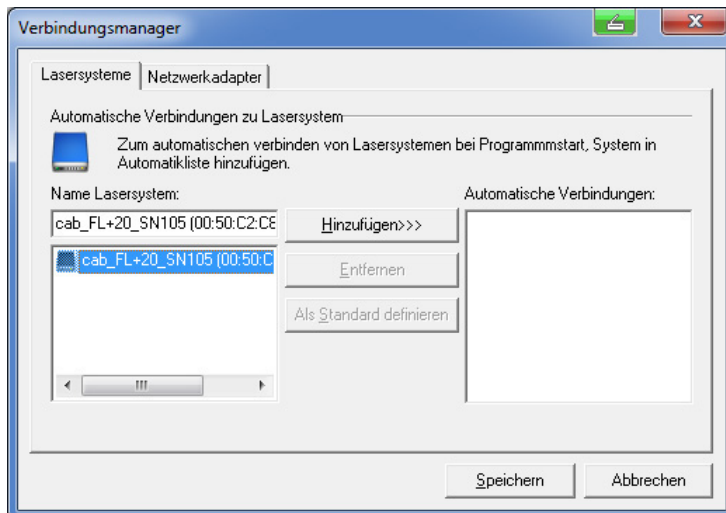 Verbindungsmanager
Lasersysteme
Netzwerkadapter
Automatische Verbindungen zu Lasersystem
Zum automatischen verbinden von Lasersystemen bei Programmmstart, System in
Automatikliste hinzufügen.
Name Lasersystem:
Automatische Verbindungen:
cab_FL+20_SN105 (00:50:C2:C8
Hinzufügen>>>
cab_FL+20_SN105 (00:50:C
Entfernen
Als Standard definieren
Speichern
Abbrechen